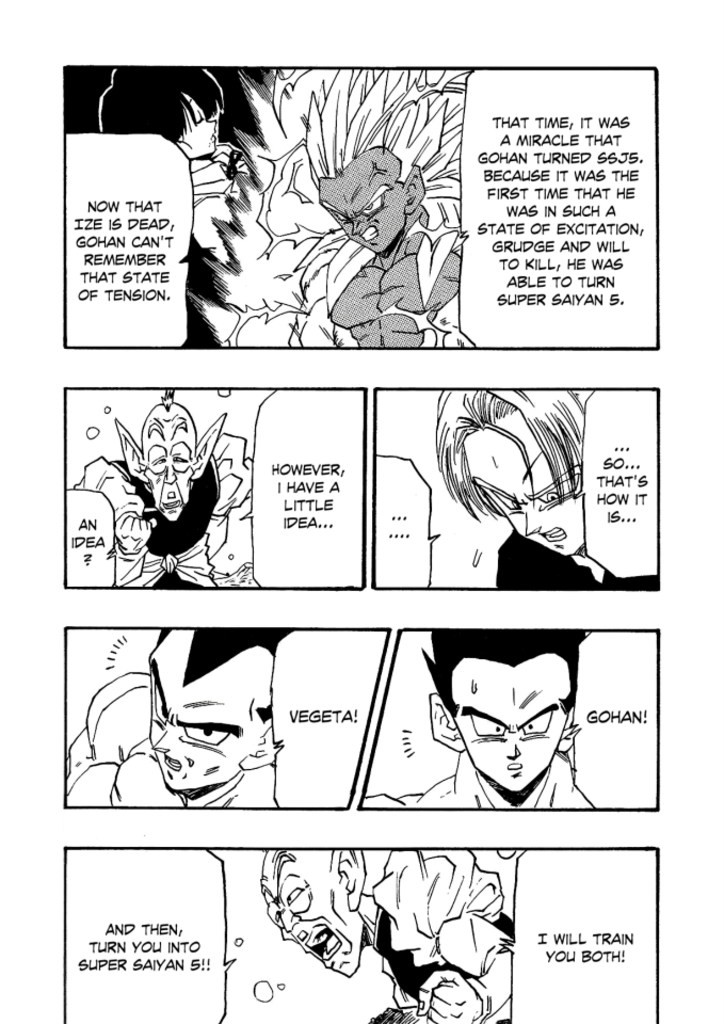 THAT TIME, IT WAS
A MIRACLE THAT
GOHAN TURNED SSJ5.
BECAUSE IT WAS THE
FIRST TIME THAT HE
WAS IN SUCH A
STATE OF EXCITATION,
GRUDGE AND WILL
TO KILL, HE WAS
ABLE TO TURN
SUPER SAIYAN 5.
NOW THAT
IZE IS DEAD,
GOHAN CAN'T
REMEMBER
THAT STATE
OF TENSION.
...
SO...
THAT'S
HOW IT
IS...
...
....
HOWEVER,
I HAVE A
LITTLE
IDEA...
AN
IDEA
?
GOHAN!
VEGETA!
I WILL TRAIN
YOU BOTH!
AND THEN,
TURN YOU INTO
SUPER SAIYAN 5!!